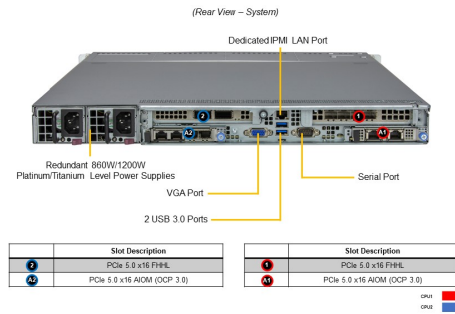 (Rear View – System)
Dedicated IPMI LAN Port
2
1
A2
A1
Redundant 860W/1200W
Platinum/Titanium Level Power Supplies
Serial Port
VGA Port
2 USB 3.0 Ports
Slot Description
2 PCIe 5.0 x16 FHHL
A2 PCIe 5.0 x16 AIOM (OCP 3.0)
Slot Description
1 PCIe 5.0 x16 FHHL
A1 PCIe 5.0 x16 AIOM (OCP 3.0)
CPU1
CPU2